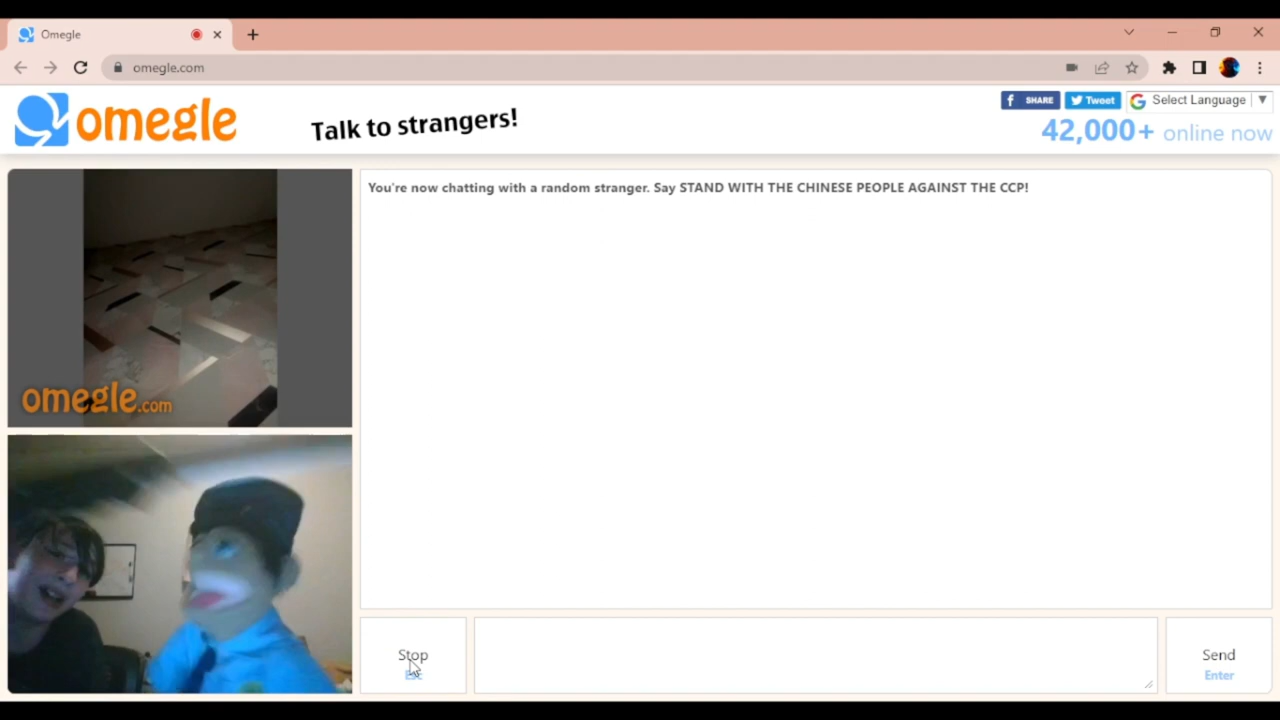 Omegle
omegle.com
omegle
Talk to strangers!
SHARE
Tweet
Select Language
42,000+ online now
omegle.com
You're now chatting with a random stranger. Say STAND WITH THE CHINESE PEOPLE AGAINST THE CCP!
Stop
Esc
Send
Enter